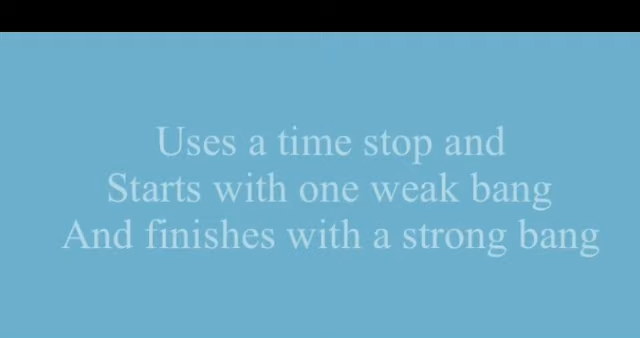 Uses a time stop and
Starts with one weak bang
And finishes with a strong bang